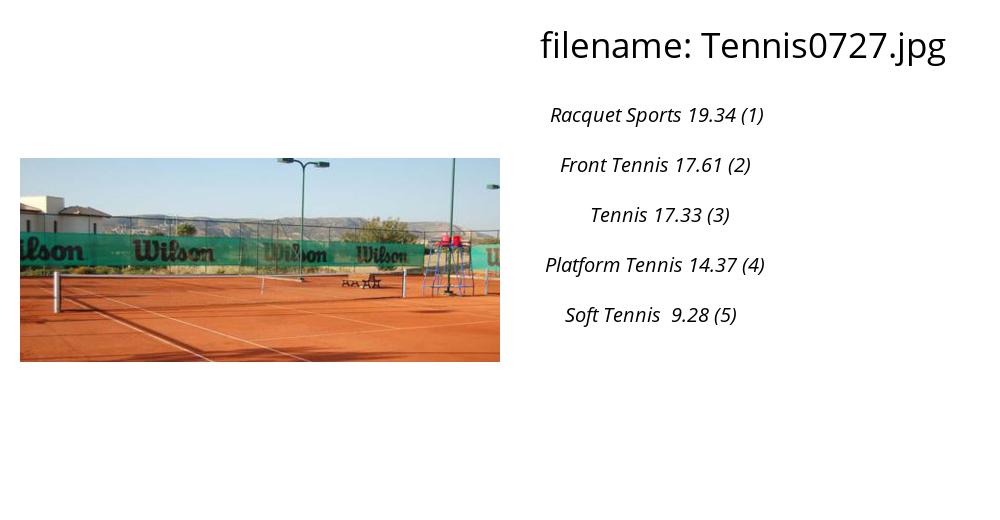 filename: Tennis0727.jpg
Racquet Sports 19.34 (1)
Front Tennis 17.61 (2)
Tennis 17.33 (3)
Platform Tennis 14.37 (4)
Soft Tennis 9.28 (5)
ilson Wilson Wilson Wilson W